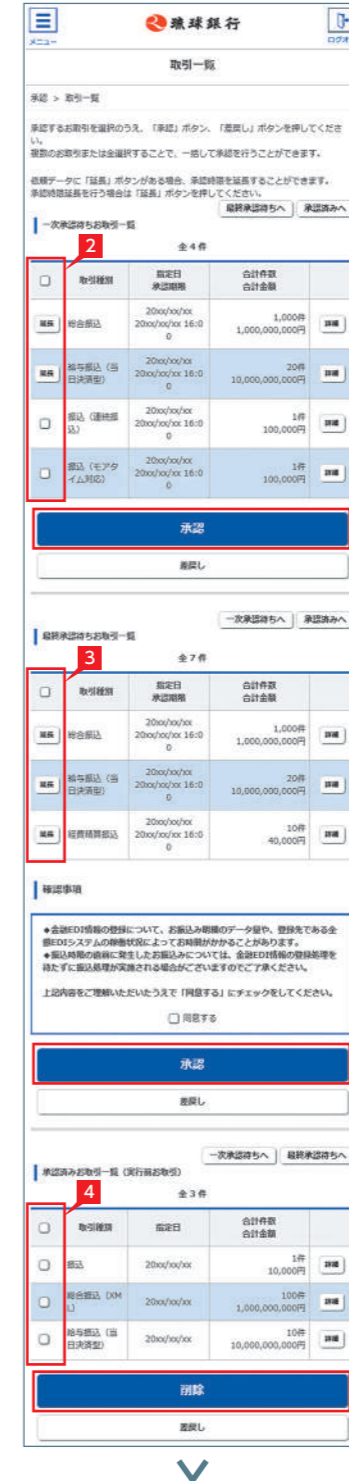 メニュー
琉球銀行
ログオ
取引一覧
承認 > 取引一覧
承認するお取引を選択のうえ、「承認」ボタン、「差戻し」ボタンを押してくださ
い。
複数のお取引または全選択することで、一括して承認を行うことができます。
依頼データに「延長」ボタンがある場合、承認時限を延長することができます。
承認時限延長を行う場合は「延長」ボタンを押してください。
最終承認待ちへ 承認済みへ
一次承認待ちお取引一覧
2
全4件
取引種別 指定日 合計件数
承認期限 合計金額
延長 総合振込 20xx/xx/xx 20xx/xx/xx 16:0 0 1,000件 1,000,000,000円 詳細
延長 給与振込（当日決済型） 20xx/xx/xx 20xx/xx/xx 16:0 0 20件 10,000,000,000円 詳細
振込（連続振込） 20xx/xx/xx 20xx/xx/xx 16:0 0 1件 100,000円 詳細
振込（モアタイム対応） 20xx/xx/xx 20xx/xx/xx 16:0 0 1件 100,000円 詳細
承認
差戻し
一次承認待ちへ 承認済みへ
最終承認待ちお取引一覧
3
全7件
取引種別 指定日 合計件数
承認期限 合計金額
延長 総合振込 20xx/xx/xx 20xx/xx/xx 16:0 0 1,000件 1,000,000,000円 詳細
延長 給与振込（当日決済型） 20xx/xx/xx 20xx/xx/xx 16:0 0 20件 10,000,000,000円 詳細
延長 経費精算振込 20xx/xx/xx 20xx/xx/xx 16:0 0 10件 40,000円 詳細
確認事項
◆金融EDI情報の登録について、お振込み明細のデータ量や、登録先である金
融EDIシステムの稼働状況によってお時間がかかることがあります。
◆振込時限の直前に発生したお振込みについては、金融EDI情報の登録処理を
待たずに振込処理が実施される場合がございますのでご了承ください。
上記内容をご理解いただいたうえで「同意する」にチェックをしてください。
同意する
承認
差戻し
一次承認待ちへ 最終承認待ちへ
承認済みお取引一覧（実行前お取引）
4
全3件
取引種別 指定日 合計件数
合計金額
振込 20xx/xx/xx 1件 10,000円 詳細
総合振込（XML） 20xx/xx/xx 100件 1,000,000,000円 詳細
給与振込（当日決済型） 20xx/xx/xx 10件 10,000,000,000円 詳細
削除
差戻し